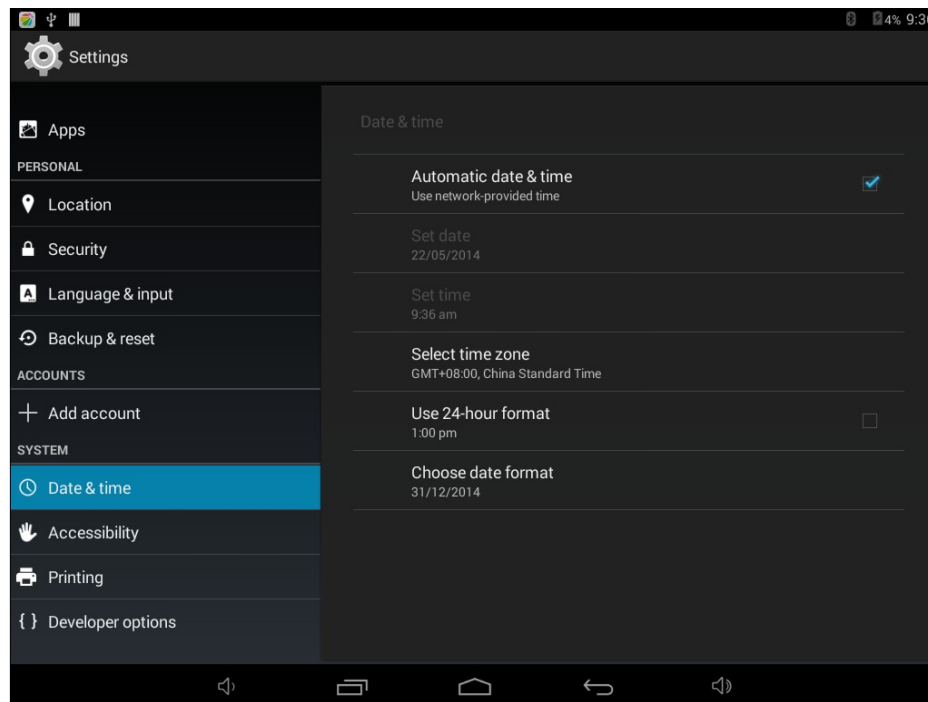 4% 9:36
Settings
Apps
PERSONAL
Location
Security
Language & input
Backup & reset
ACCOUNTS
Add account
SYSTEM
Date & time
Accessibility
Printing
{ } Developer options
Date & time
Automatic date & time
Use network-provided time
Set date
22/05/2014
Set time
9:36 am
Select time zone
GMT+08:00, China Standard Time
Use 24-hour format
1:00 pm
Choose date format
31/12/2014